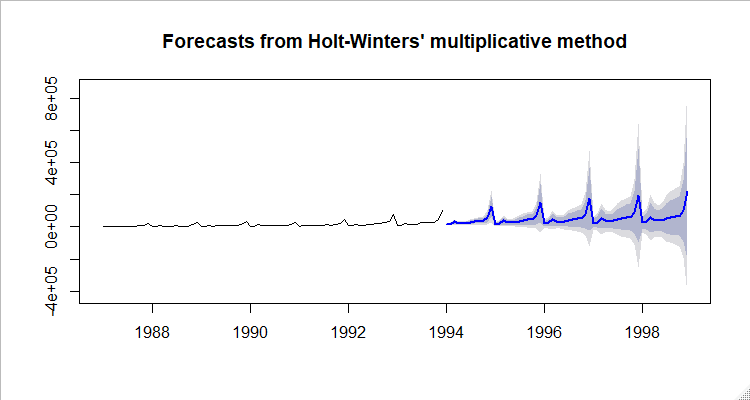 Forecasts from Holt-Winters' multiplicative method
8e+05
4e+05
0e+00
-4e+05
1988 1990 1992 1994 1996 1998